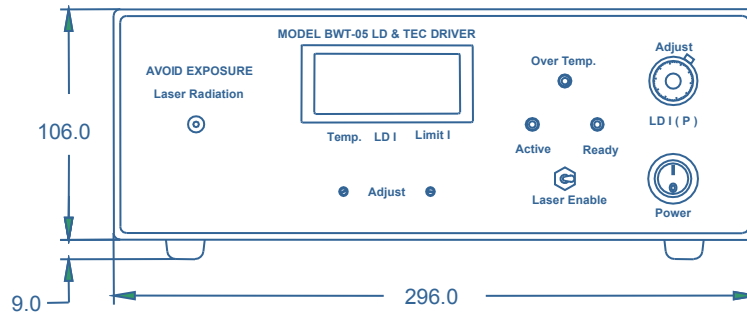 MODEL BWT-05 LD & TEC DRIVER
AVOID EXPOSURE
Laser Radiation
Over Temp.
Adjust
LD I ( P )
Temp. LD I Limit I
Active Ready
Adjust
Laser Enable
Power
106.0
9.0
296.0